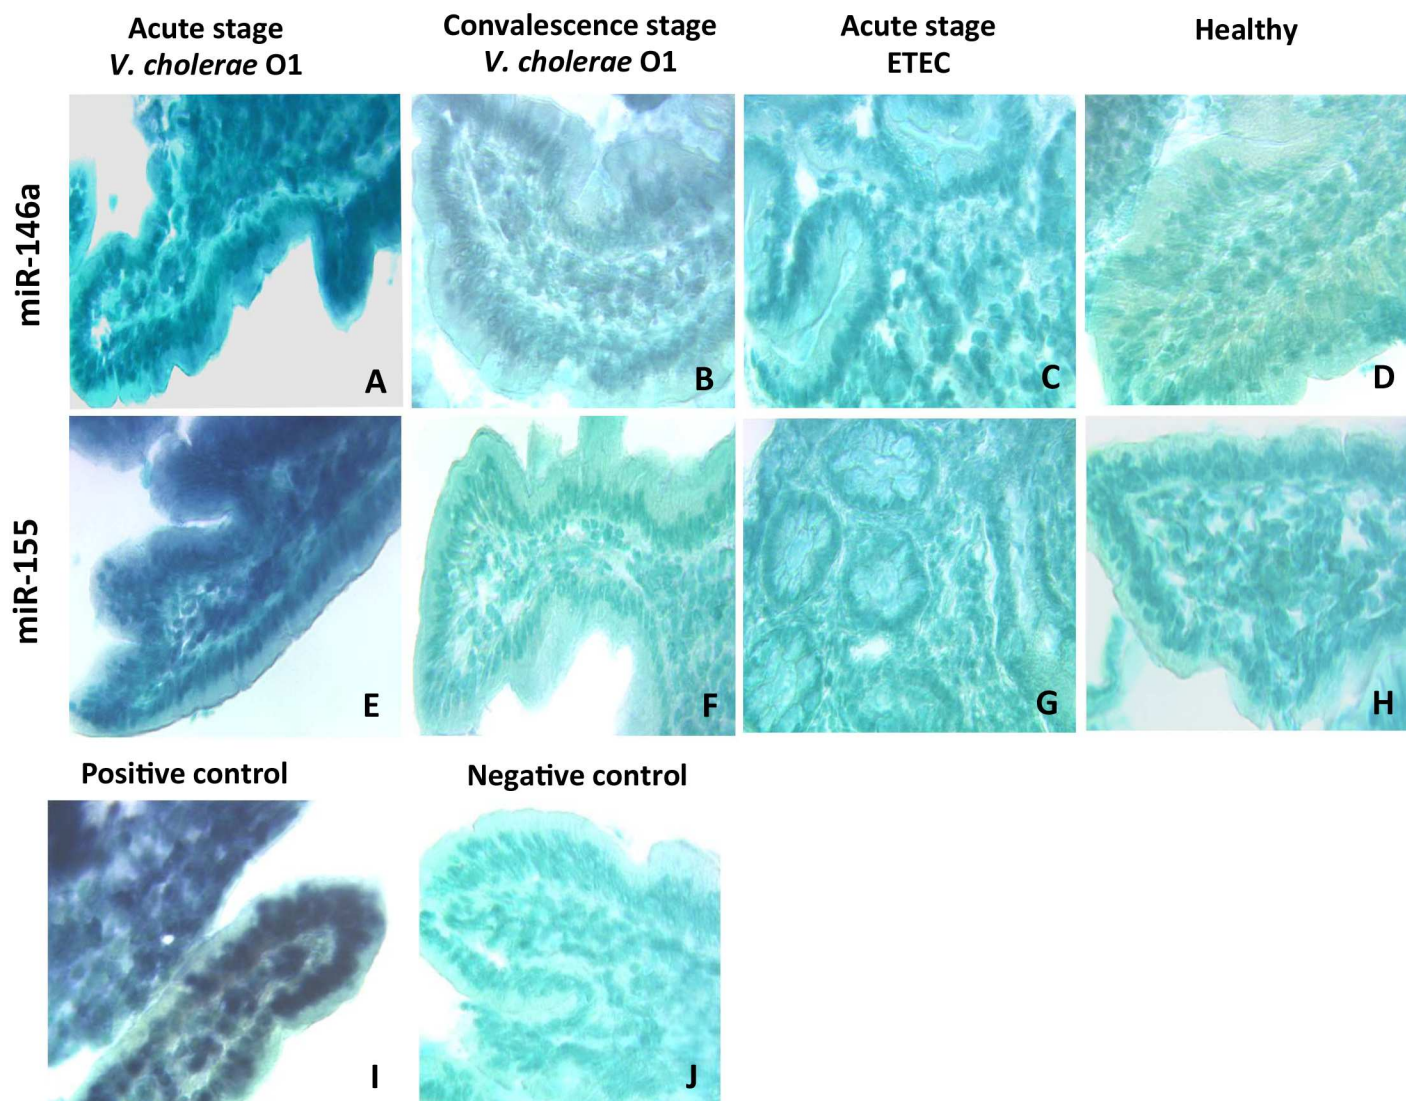 Acute stage
V. cholerae O1
Convalescence stage
V. cholerae O1
Acute stage
ETEC
Healthy
miR-146a
A
B
C
D
miR-155
E
F
G
H
Positive control
Negative control
I
J